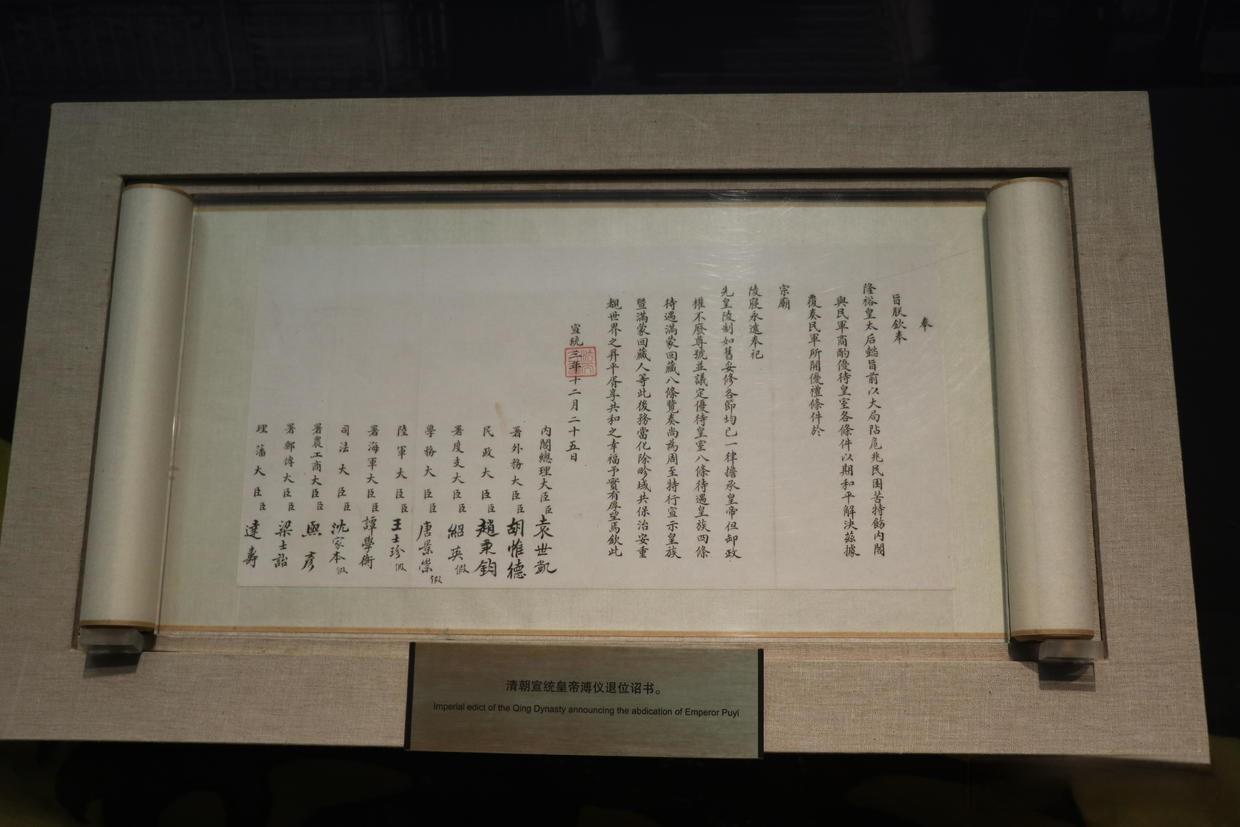 奉
旨朕欽奉
隆裕皇太后懿旨前以大局阽危兆民困苦特飭內閣
與民軍商酌優待皇室各條件以期和平解決茲據
覆奏民軍所開優禮條件於
宗廟
陵寢永遠奉祀
先皇陵制如舊妥修各節均已一律擔承皇帝但卸政
權不廢尊號並議定優待皇室八條待遇皇族四條
待遇滿蒙回藏八條覽奏尚為周至特行宣示皇族
暨滿蒙回藏人等此後務當化除畛域共保治安重
覩世界之昇平胥享共和之幸福予實有厚望焉欽此
宣統三年十二月二十五日
內閣總理大臣臣袁世凱
署外務大臣臣胡惟德
民政大臣臣趙秉鈞
署度支大臣臣紹英假
學務大臣臣唐景崇假
陸軍大臣臣王士珍假
署海軍大臣臣譚學衡
司法大臣臣沈家本假
署農工商大臣臣熙彥
署郵傳大臣臣梁士詒
理藩大臣臣達壽
清朝宣统皇帝溥仪退位诏书。
Imperial edict of the Qing Dynasty announcing the abdication of Emperor Puyi